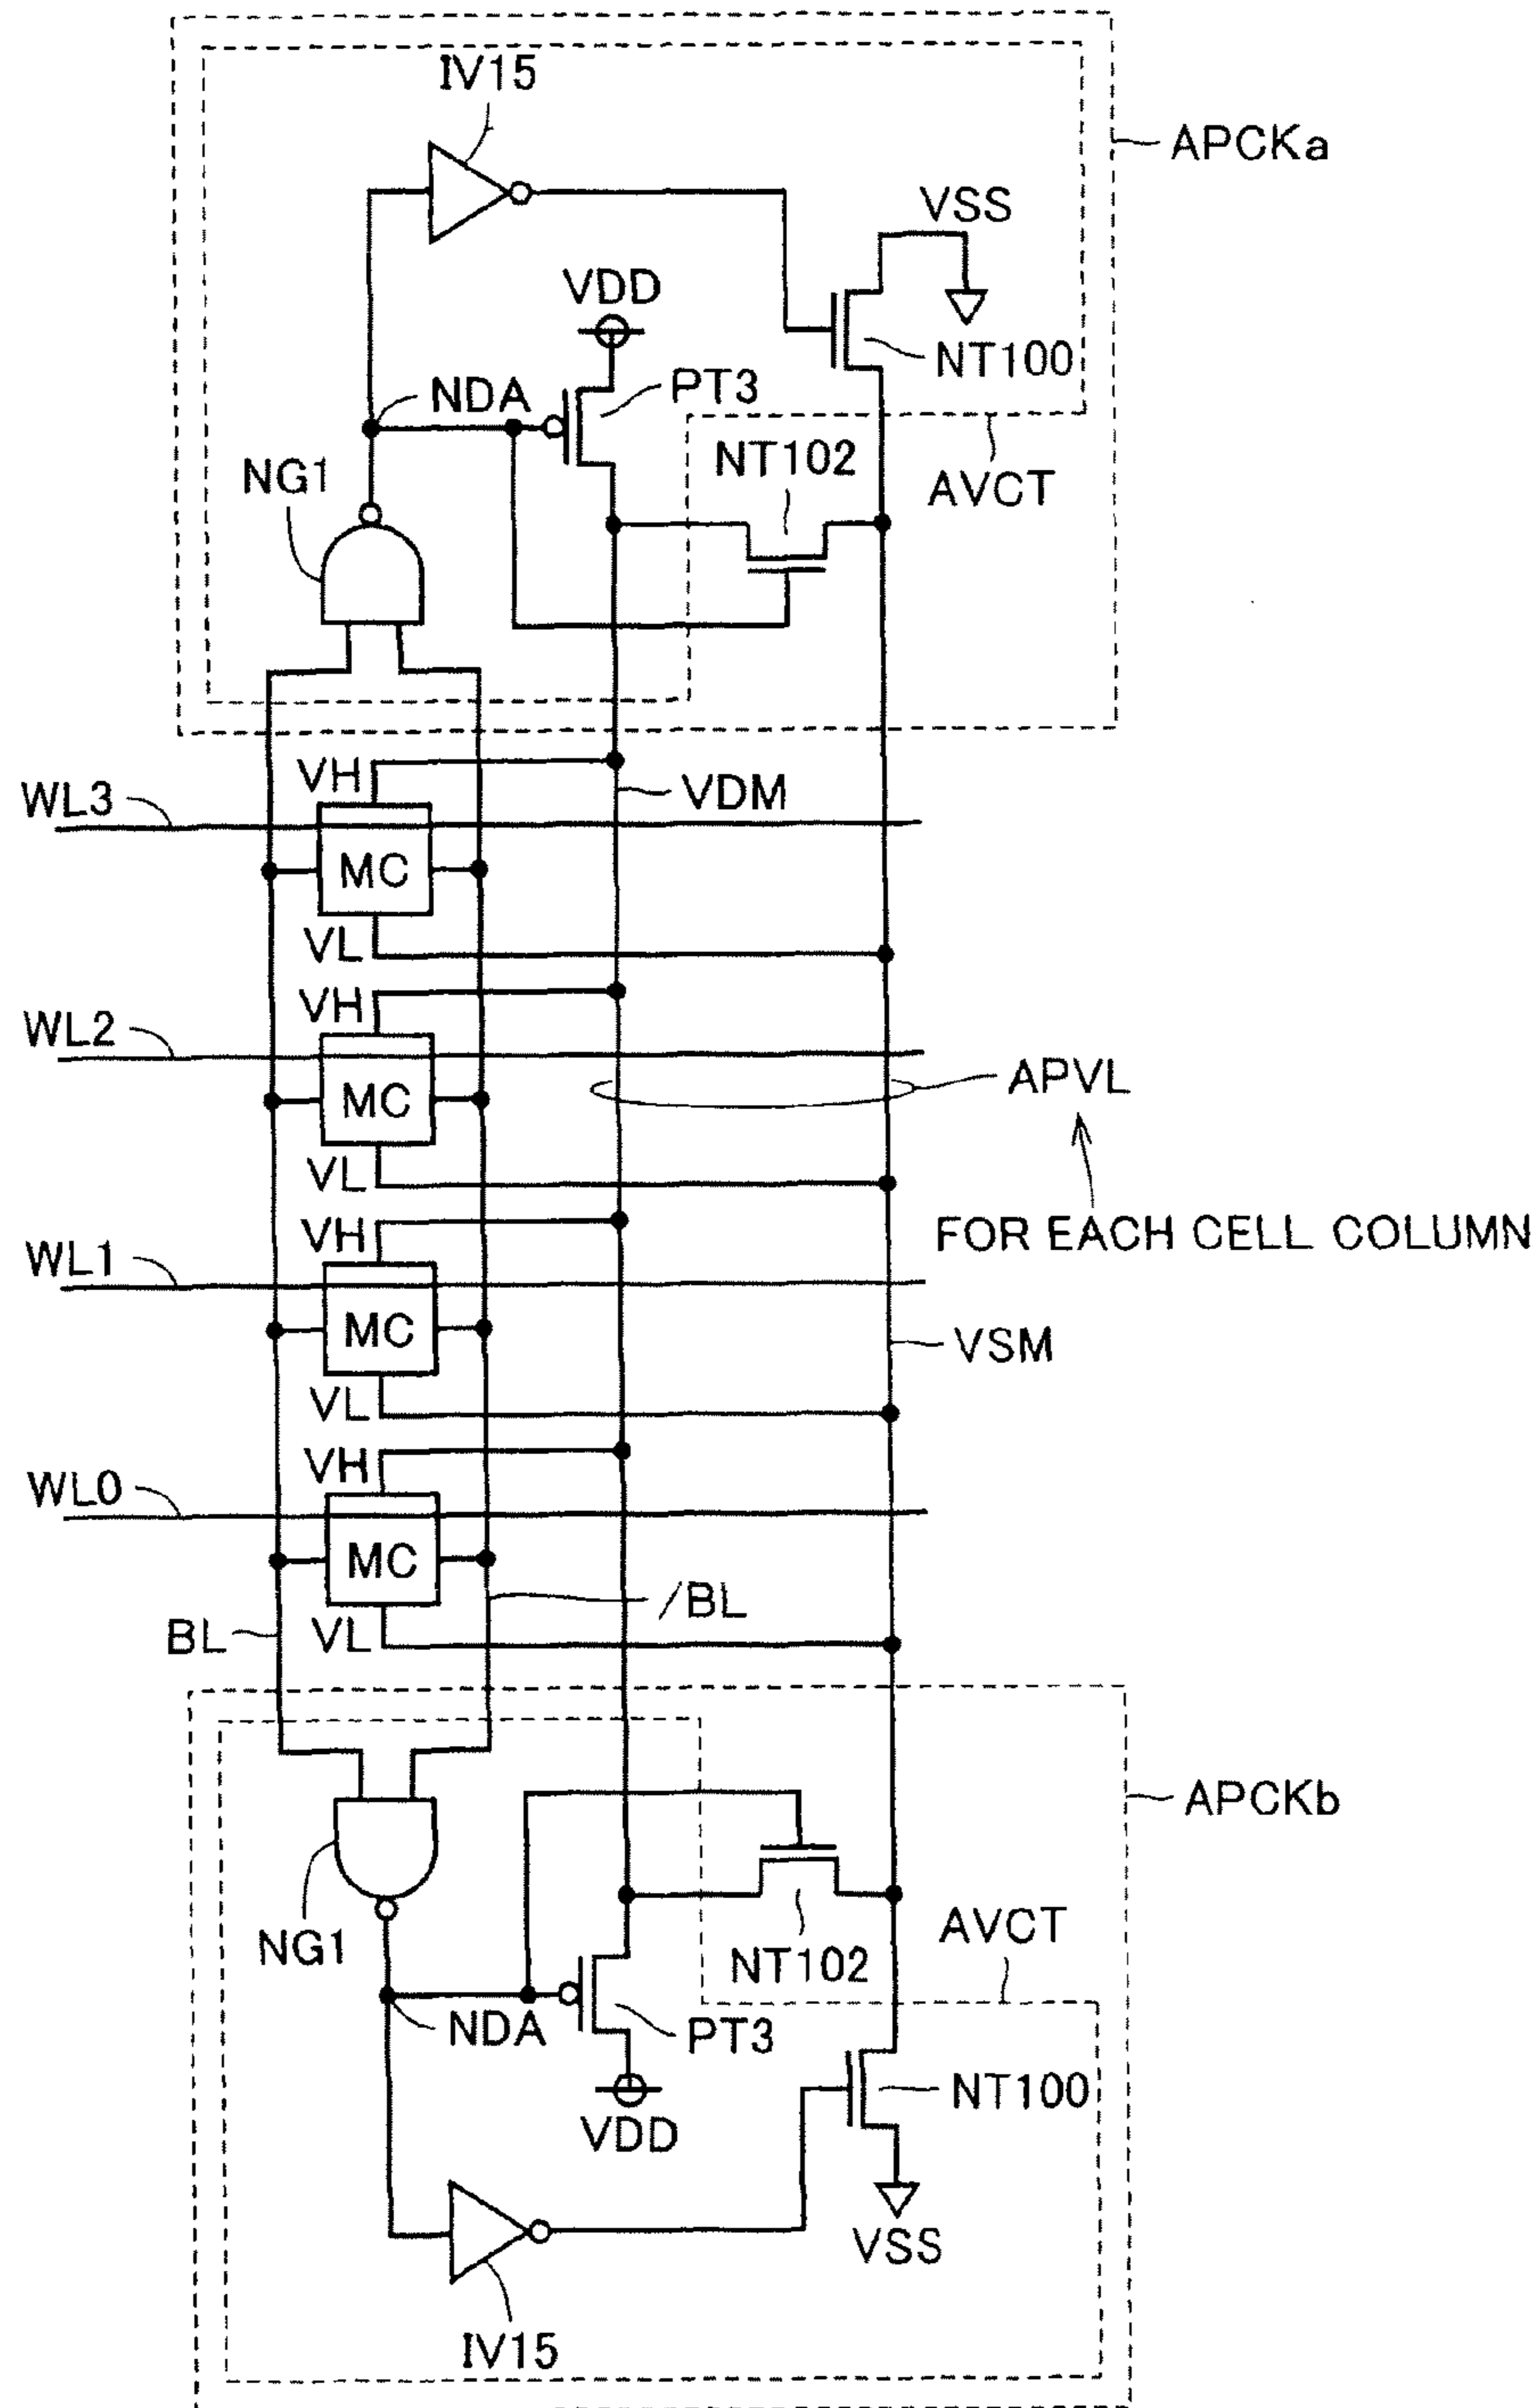 IV15
APCKa
VSS
VDD
NT100
PT3
NDA
NT102
NG1
AVCT
VH
VDM
WL3
MC
VL
VH
WL2
MC
APVL
VL
VH
FOR EACH CELL COLUMN
WL1
MC
VSM
VL
VH
WL0
MC
/BL
BL
VL
APCKb
AVCT
NG1
NT102
NDA
PT3
NT100
VDD
VSS
IV15